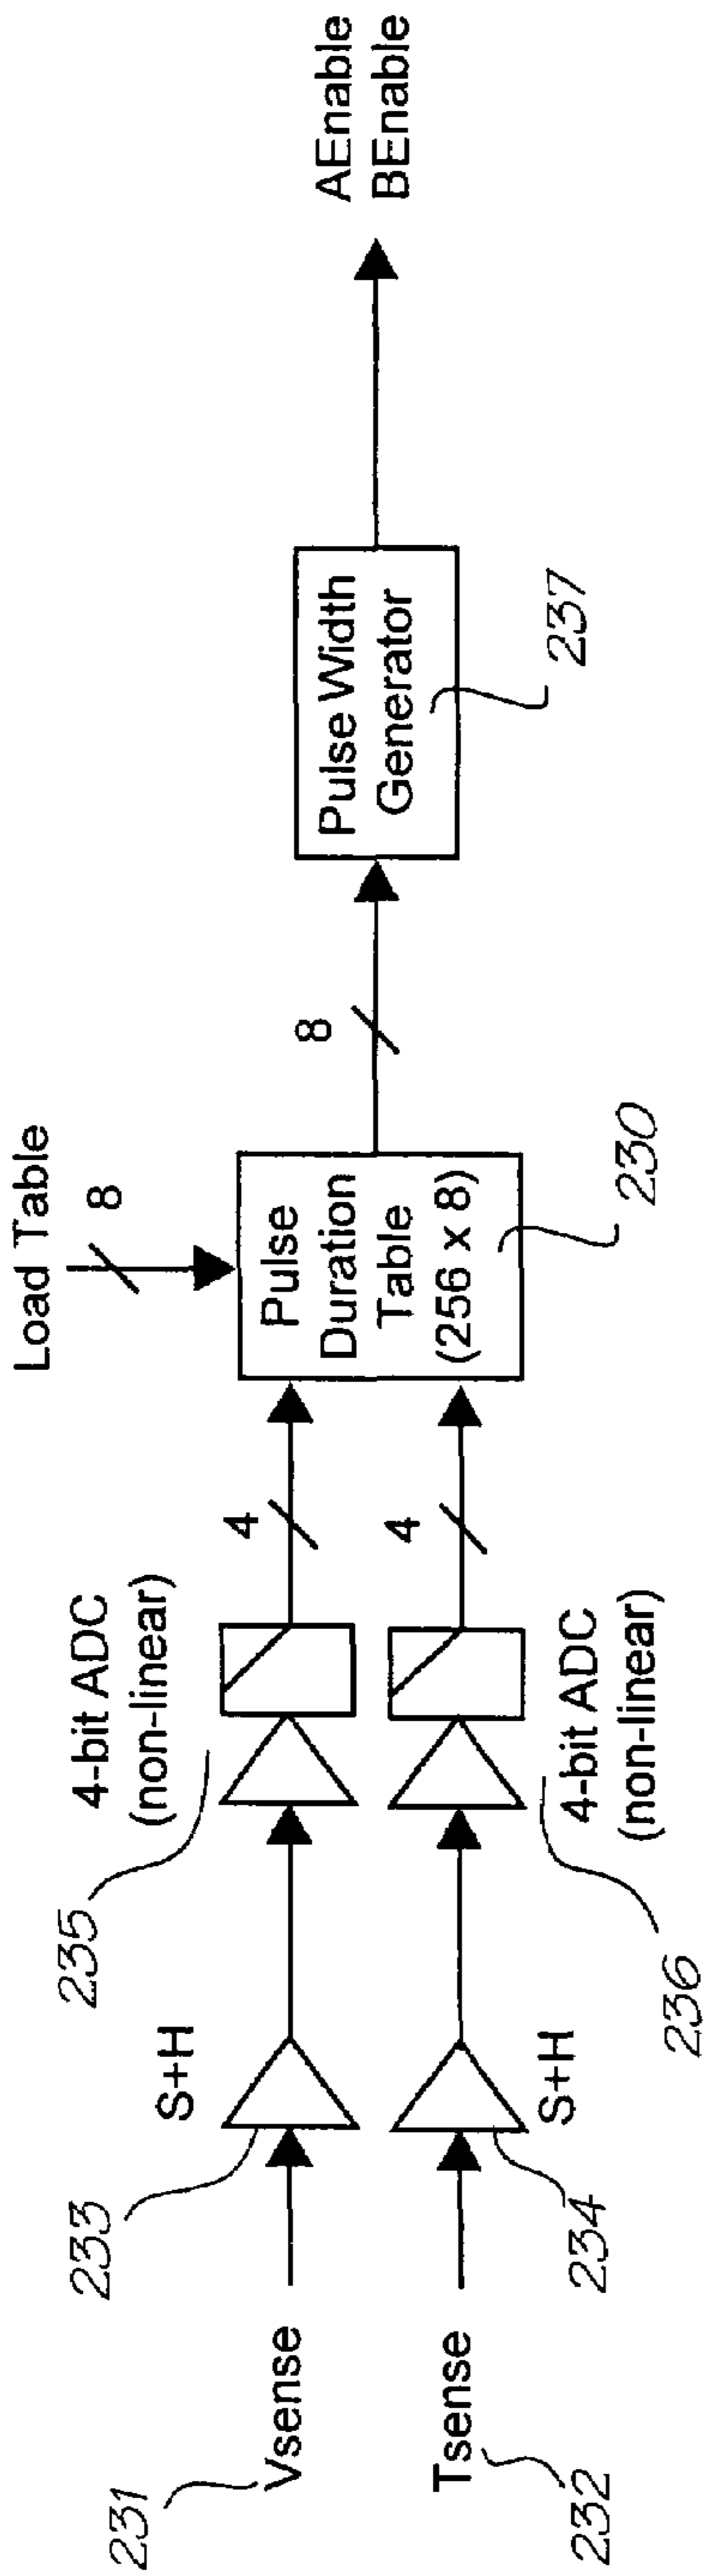 231
Vsense
Tsense
232
233
S+H
S+H
234
235
4-bit ADC
(non-linear)
4-bit ADC
(non-linear)
236
4
4
Load Table
8
Pulse
Duration
Table
(256 x 8)
230
8
Pulse Width
Generator
237
AEnable
BEnable